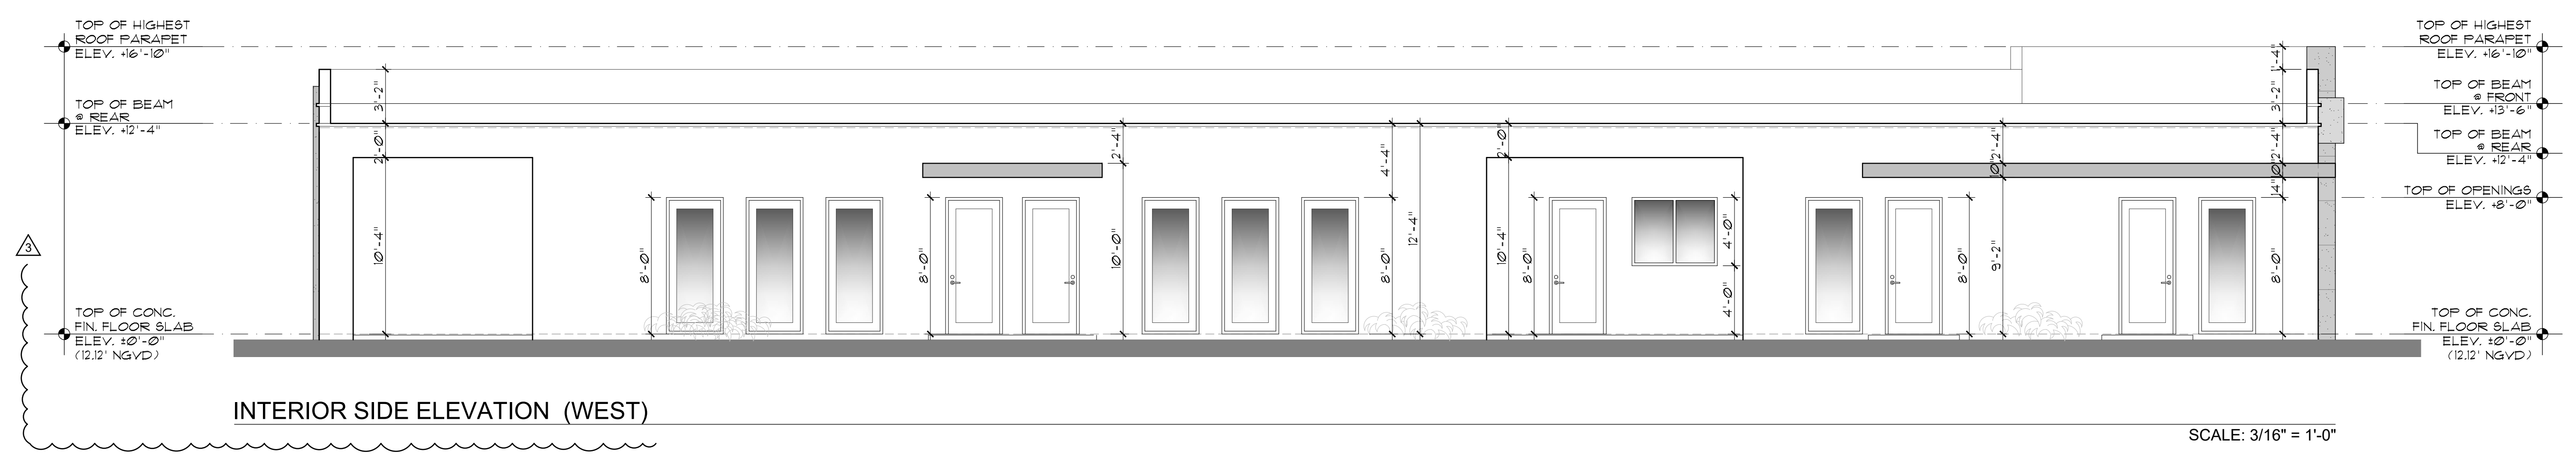 TOP OF HIGHEST
ROOF PARAPET
ELEV. +16'-10"
TOP OF BEAM
@ REAR
ELEV. +12'-4"
3
TOP OF CONC.
FIN. FLOOR SLAB
ELEV. ±0'-0"
(12.12' NGVD)
3'-2"
2'-0"
10'-4"
8'-0"
8'-0"
2'-4"
10'-0"
4'-4"
8'-0"
12'-4"
2'-0"
10'-4"
8'-0"
4'-0"
4'-0"
8'-0"
2'-4"
10"
9'-2"
1'-4"
3'-2"
2'-4"
10"
14"
8'-0"
TOP OF HIGHEST
ROOF PARAPET
ELEV. +16'-10"
TOP OF BEAM
@ FRONT
ELEV. +13'-6"
TOP OF BEAM
@ REAR
ELEV. +12'-4"
TOP OF OPENINGS
ELEV. +8'-0"
TOP OF CONC.
FIN. FLOOR SLAB
ELEV. ±0'-0"
(12.12' NGVD)
INTERIOR SIDE ELEVATION (WEST)
SCALE: 3/16" = 1'-0"